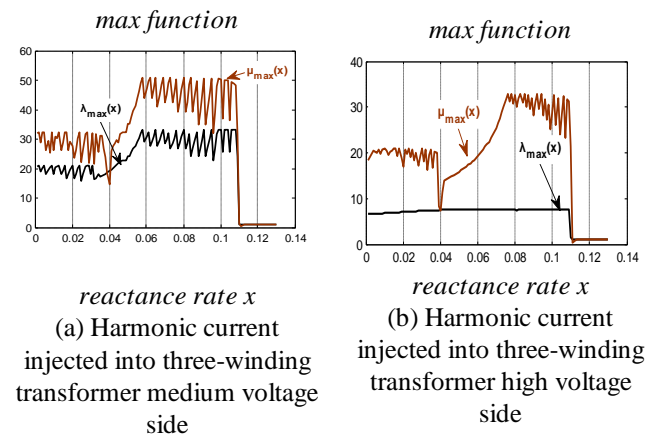 max function
60
50
40
30
20
10
0
μmax(x)
λmax(x)
0 0.02 0.04 0.06 0.08 0.1 0.12 0.14
reactance rate x
(a) Harmonic current
injected into three-winding
transformer medium voltage
side
max function
40
30
20
10
0
μmax(x)
λmax(x)
0 0.02 0.04 0.06 0.08 0.1 0.12 0.14
reactance rate x
(b) Harmonic current
injected into three-winding
transformer high voltage
side